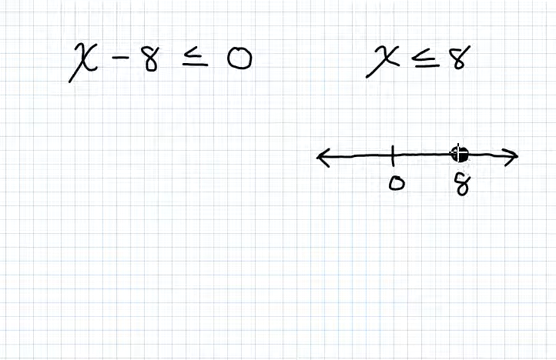 x - 8 ≤ 0
x ≤ 8
0 8